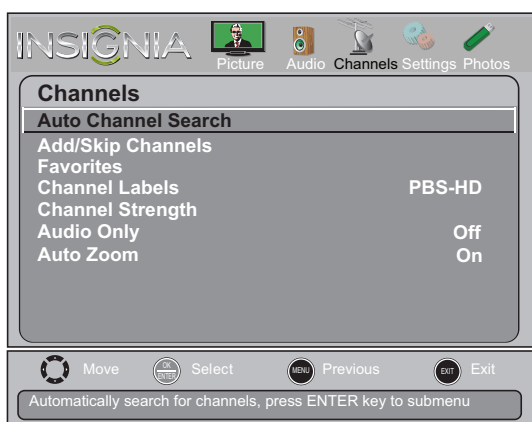 INSIGNIA
Picture Audio Channels Settings Photos
Channels
Auto Channel Search
Add/Skip Channels
Favorites
Channel Labels PBS-HD
Channel Strength
Audio Only Off
Auto Zoom On
Move OK ENTER Select MENU Previous EXIT Exit
Automatically search for channels, press ENTER key to submenu